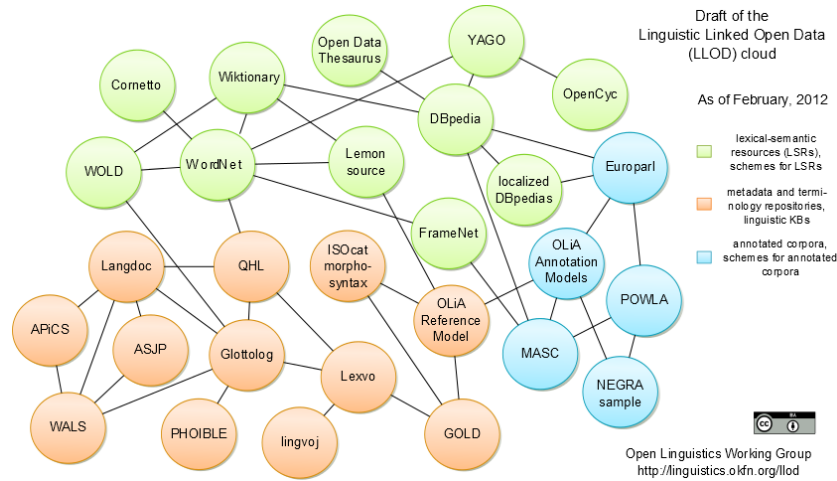 Draft of the
Linguistic Linked Open Data
(LLOD) cloud
As of February, 2012
lexical-semantic
resources (LSRs),
schemes for LSRs
metadata and termi-
nology repositories,
linguistic KBs
annotated corpora,
schemes for annotated
corpora
Open Data
Thesaurus
YAGO
Cornetto
Wiktionary
OpenCyc
DBpedia
WOLD
WordNet
Lemon
source
Europarl
localized
DBpedias
FrameNet
Langdoc
QHL
ISOcat
morpho-
syntax
OLiA
Annotation
Models
APiCS
ASJP
Glottolog
OLiA
Reference
Model
POWLA
MASC
Lexvo
NEGRA
sample
WALS
PHOIBLE
lingvoj
GOLD
cc
BY
Open Linguistics Working Group
http://linguistics.okfn.org/llod